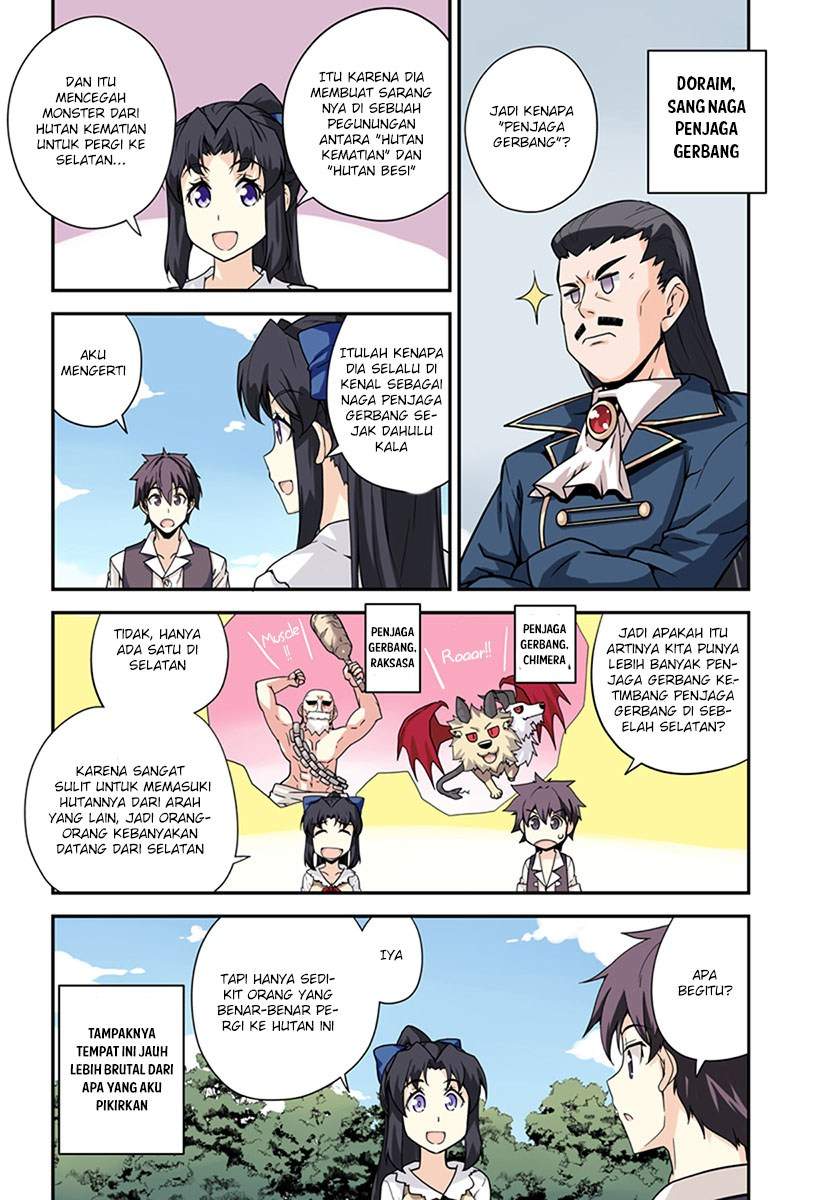 DORAIM,
SANG NAGA
PENJAGA
GERBANG
JADI KENAPA
"PENJAGA
GERBANG"?
ITU KARENA DIA
MEMBUAT SARANG
NYA DI SEBUAH
PEGUNUNGAN
ANTARA "HUTAN
KEMATIAN" DAN
"HUTAN BESI"
DAN ITU
MENCEGAH
MONSTER DARI
HUTAN KEMATIAN
UNTUK PERGI KE
SELATAN...
ITULAH KENAPA
DIA SELALU DI
KENAL SEBAGAI
NAGA PENJAGA
GERBANG SE-
JAK DAHULU
KALA
AKU
MENGERTI
JADI APAKAH ITU
ARTINYA KITA PUNYA
LEBIH BANYAK PEN-
JAGA GERBANG KE-
TIMBANG PENJAGA
GERBANG DI SEB-
ELAH SELATAN?
PENJAGA
GERBANG.
CHIMERA
Roaar!!
PENJAGA
GERBANG.
RAKSASA
Muscle
!!
TIDAK, HANYA
ADA SATU DI
SELATAN
KARENA SANGAT
SULIT UNTUK MEMASUKI
HUTANNYA DARI ARAH
YANG LAIN, JADI ORANG-
ORANG KEBANYAKAN
DATANG DARI SELATAN
APA
BEGITU?
IYA
TAPI HANYA SEDI-
KIT ORANG YANG
BENAR-BENAR PE-
RGI KE HUTAN INI
TAMPAKNYA
TEMPAT INI JAUH
LEBIH BRUTAL DARI
APA YANG AKU
PIKIRKAN